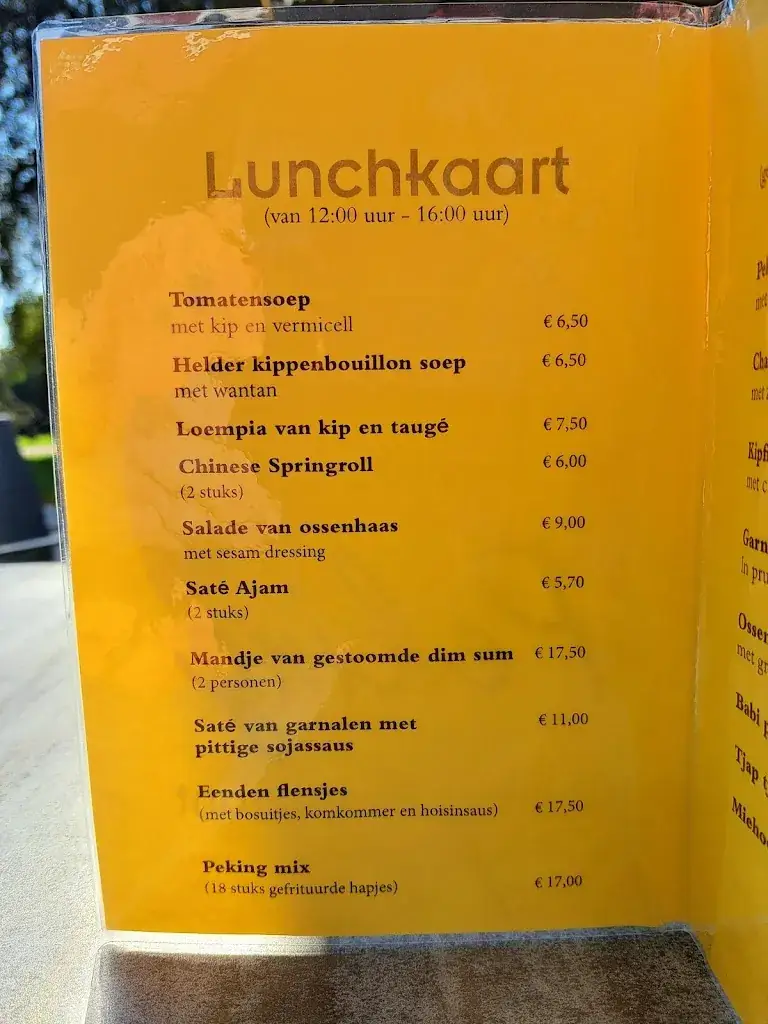 Lunchkaart
(van 12:00 uur - 16:00 uur)
Tomatensoep
met kip en vermicell € 6,50
Helder kippenbouillon soep € 6,50
met wantan
Loempia van kip en taugé € 7,50
Chinese Springroll € 6,00
(2 stuks)
Salade van ossenhaas € 9,00
met sesam dressing
Saté Ajam € 5,70
(2 stuks)
Mandje van gestoomde dim sum € 17,50
(2 personen)
Saté van garnalen met € 11,00
pittige sojassaus
Eenden flensjes
(met bosuitjes, komkommer en hoisinsaus) € 17,50
Peking mix
(18 stuks gefrituurde hapjes) € 17,00
met
Babi
Tjap